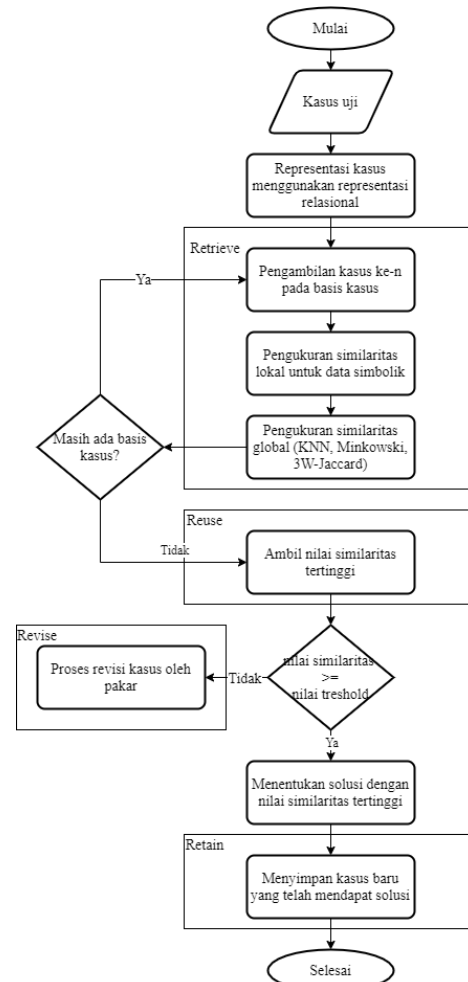 Mulai
Kasus uji
Representasi kasus
menggunakan representasi
relasional
Retrieve
Pengambilan kasus ke-n
pada basis kasus
Ya
Pengukuran similaritas
lokal untuk data simbolik
Pengukuran similaritas
global (KNN, Minkowski,
3W-Jaccard)
Masih ada basis
kasus?
Tidak
Reuse
Ambil nilai similaritas
tertinggi
Revise
Proses revisi kasus oleh
pakar
Tidak
nilai similaritas
>=
nilai treshold
Ya
Menentukan solusi dengan
nilai similaritas tertinggi
Retain
Menyimpan kasus baru
yang telah mendapat solusi
Selesai